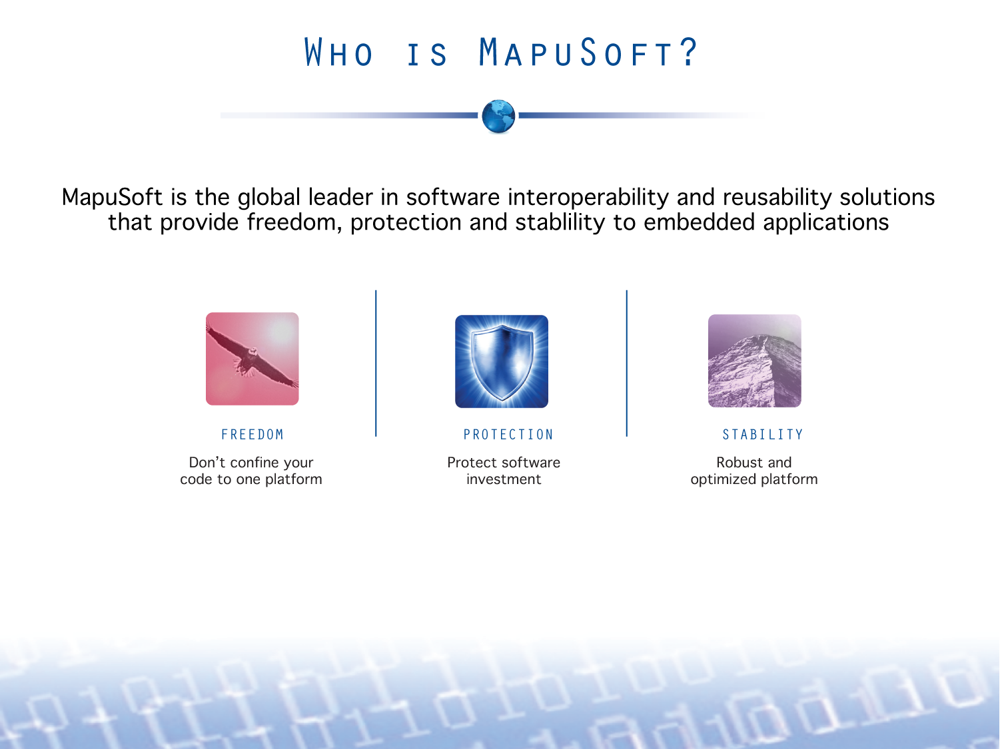 Who is MapuSoft?
MapuSoft is the global leader in software interoperability and reusability solutions
that provide freedom, protection and stablility to embedded applications
FREEDOM
Don’t confine your
code to one platform
PROTECTION
Protect software
investment
STABILITY
Robust and
optimized platform